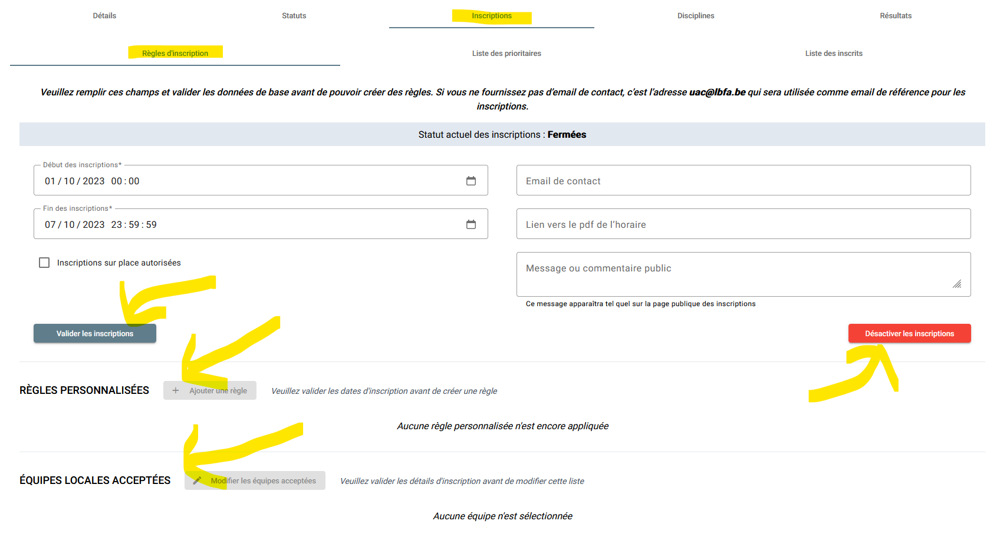 Détails
Statuts
Inscriptions
Disciplines
Résultats
Règles d'inscription
Liste des prioritaires
Liste des inscrits
Veuillez remplir ces champs et valider les données de base avant de pouvoir créer des règles. Si vous ne fournissez pas d’email de contact, c’est l’adresse uac@lbfa.be qui sera utilisée comme email de référence pour les
inscriptions.
Statut actuel des inscriptions : Fermées
Début des inscriptions*
01 / 10 / 2023 00 : 00
Email de contact
Fin des inscriptions*
07 / 10 / 2023 23 : 59 : 59
Lien vers le pdf de l’horaire
Inscriptions sur place autorisées
Message ou commentaire public
Ce message apparaîtra tel quel sur la page publique des inscriptions
Valider les inscriptions
Désactiver les inscriptions
RÈGLES PERSONNALISÉES
+ Ajouter une règle
Veuillez valider les dates d'inscription avant de créer une règle
Aucune règle personnalisée n'est encore appliquée
ÉQUIPES LOCALES ACCEPTÉES
Modifier les équipes acceptées
Veuillez valider les détails d'inscription avant de modifier cette liste
Aucune équipe n'est sélectionnée